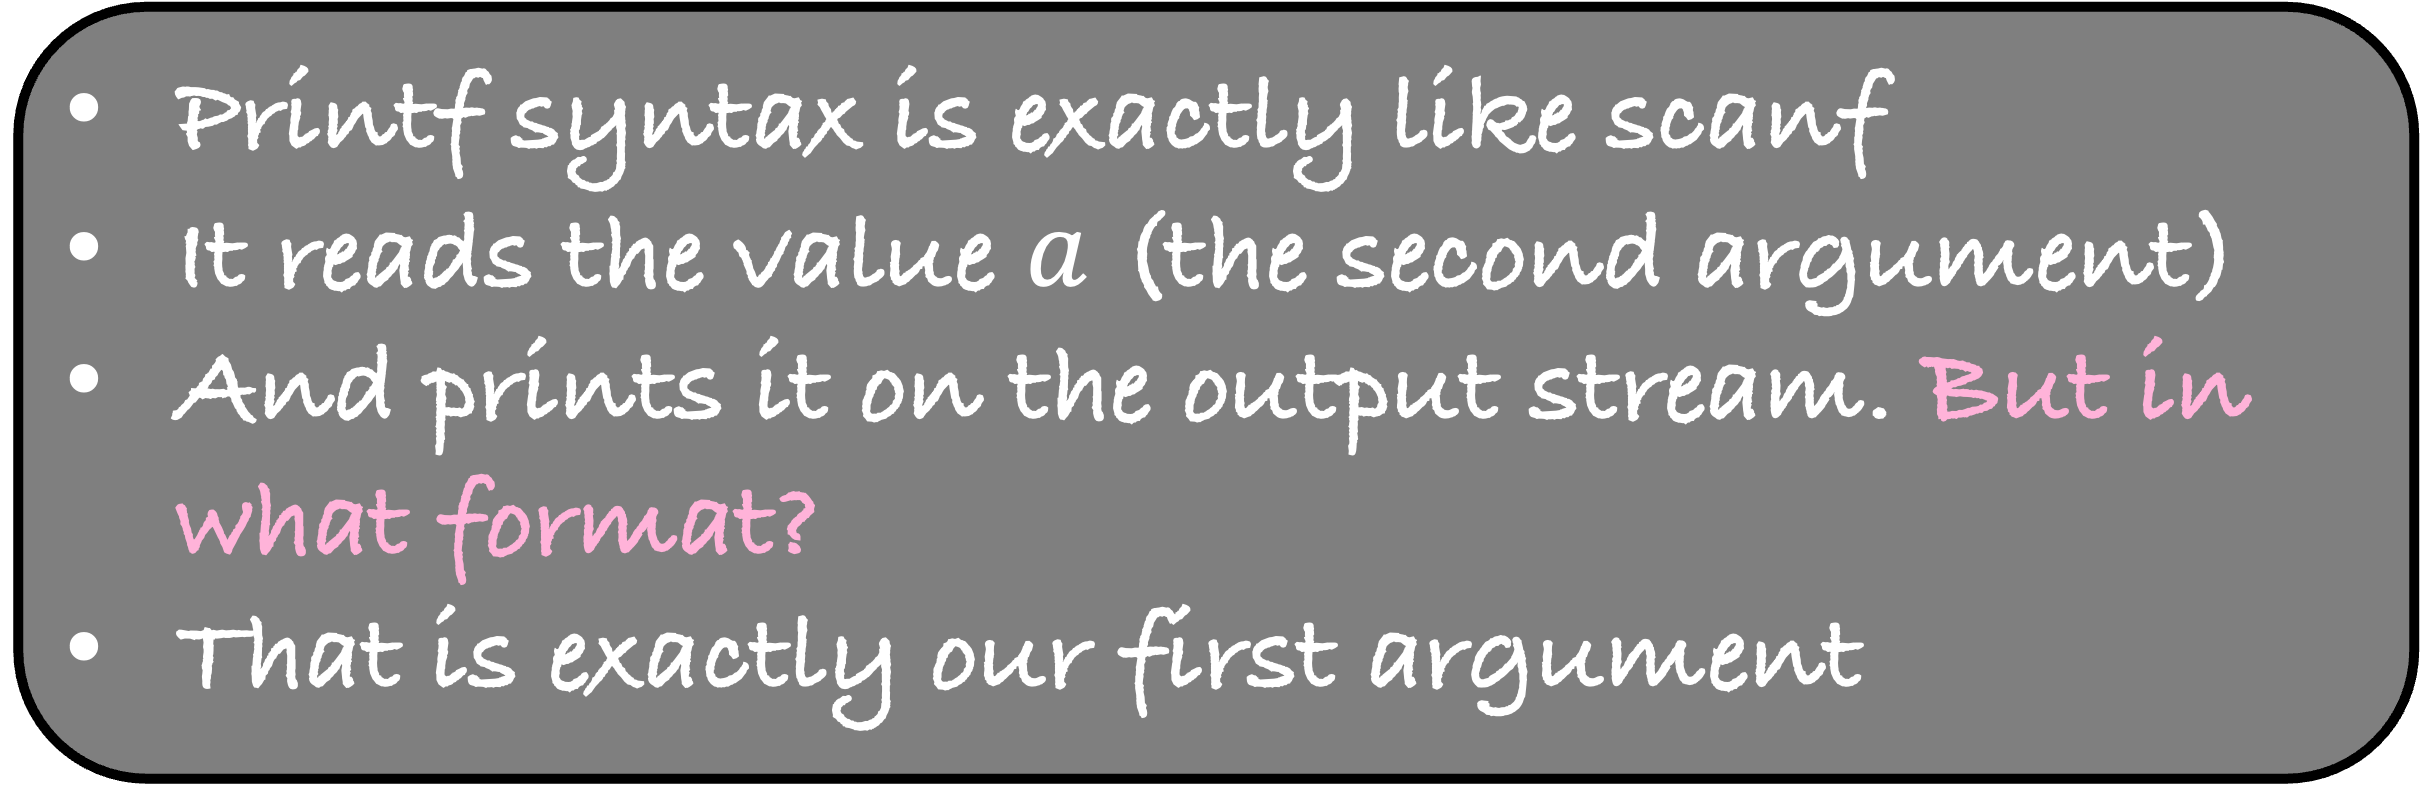 • Printf syntax is exactly like scanf
• It reads the value a (the second argument)
• And prints it on the output stream. But in
what format?
• That is exactly our first argument